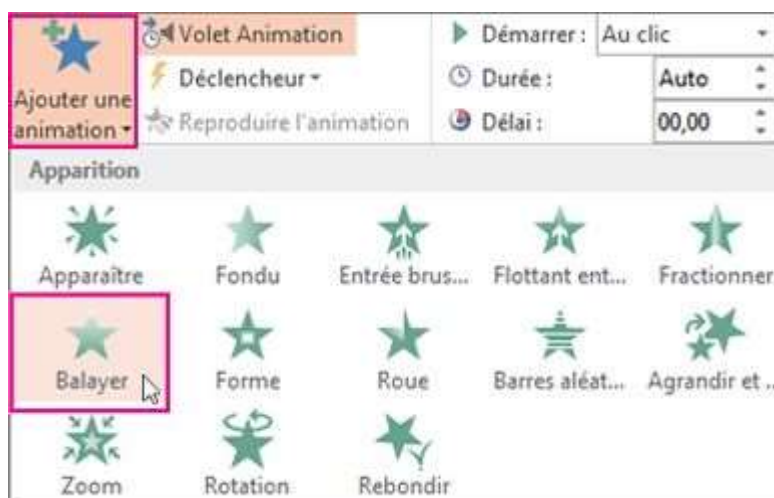 Ajouter une
animation
Volet Animation
Déclencheur
Reproduire l'animation
Démarrer : Au clic
Durée : Auto
Délai : 00,00
Apparition
Apparaître Fondu Entrée brus... Flottant ent... Fractionner
Balayer Forme Roue Barres aléat... Agrandir et ..
Zoom Rotation Rebondir